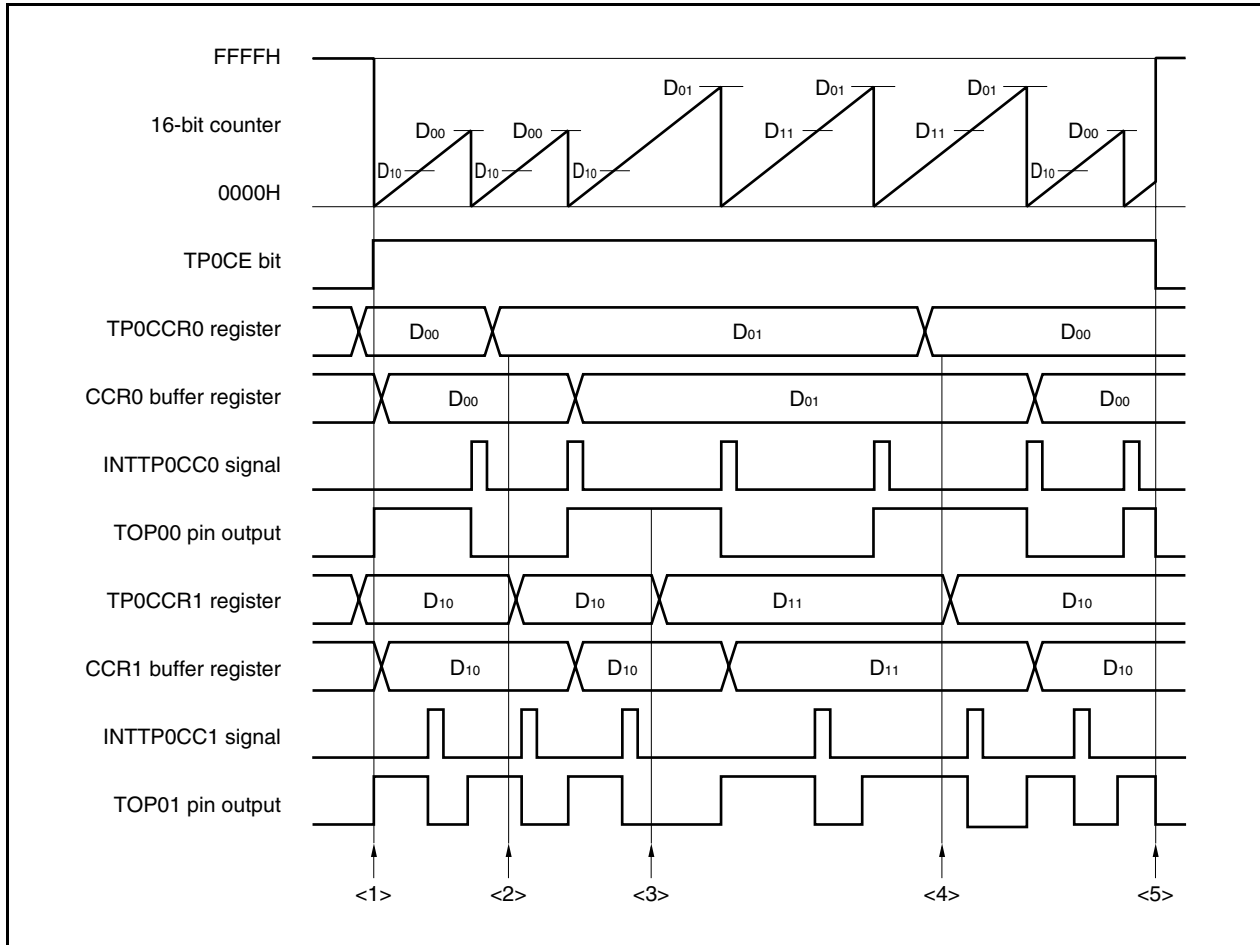 FFFFH
16-bit counter
0000H
D00 D00 D01 D01 D01 D00
D10 D10 D10 D11 D11 D10
TP0CE bit
TP0CCR0 register D00 D01 D00
CCR0 buffer register D00 D01 D00
INTTP0CC0 signal
TOP00 pin output
TP0CCR1 register D10 D10 D11 D10
CCR1 buffer register D10 D10 D11 D10
INTTP0CC1 signal
TOP01 pin output
<1> <2> <3> <4> <5>